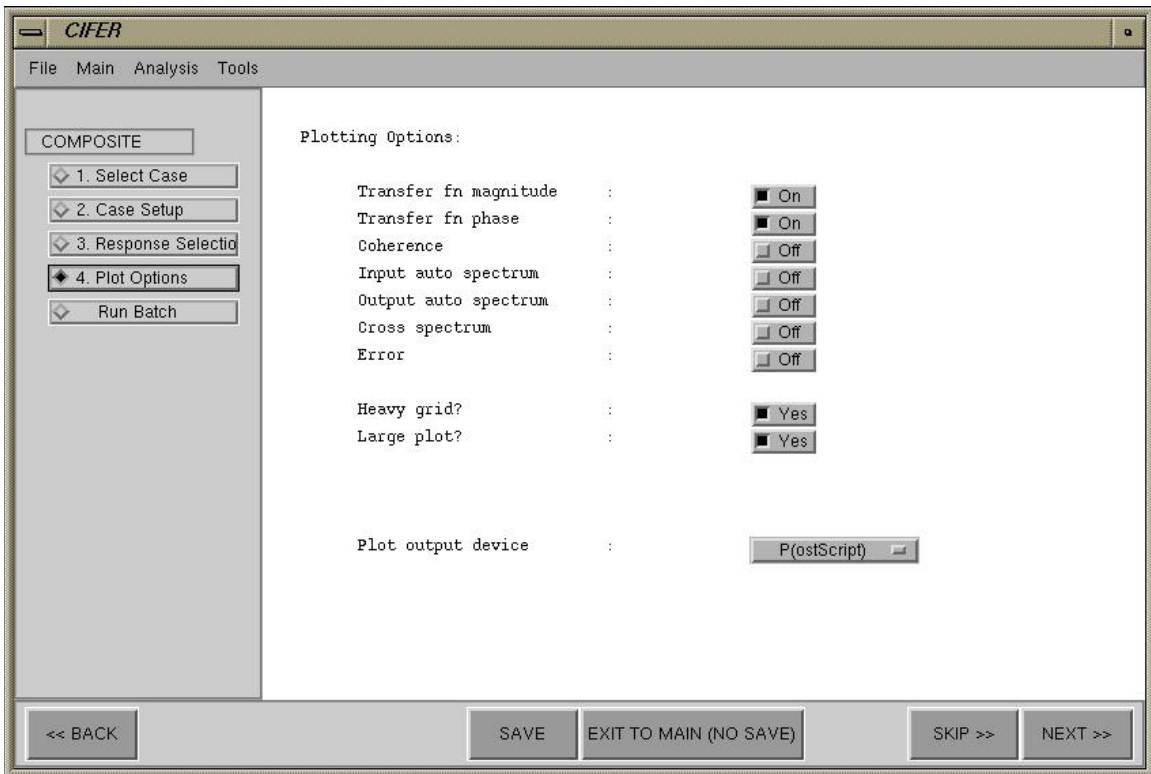 CIFER
File Main Analysis Tools
COMPOSITE
1. Select Case
2. Case Setup
3. Response Selectio
4. Plot Options
Run Batch
Plotting Options:
Transfer fn magnitude : On
Transfer fn phase : On
Coherence : Off
Input auto spectrum : Off
Output auto spectrum : Off
Cross spectrum : Off
Error : Off
Heavy grid? : Yes
Large plot? : Yes
Plot output device : P(ostScript)
<< BACK SAVE EXIT TO MAIN (NO SAVE) SKIP >> NEXT >>